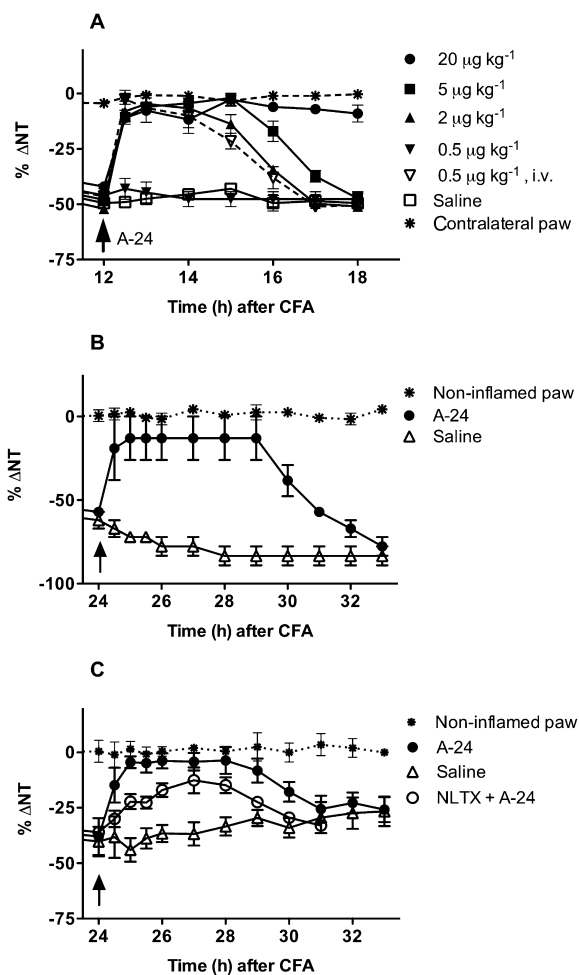 A
0
-25
-50
-75
% ΔNT
A-24
12 14 16 18
Time (h) after CFA
20 μg kg-1
5 μg kg-1
2 μg kg-1
0.5 μg kg-1
0.5 μg kg-1 , i.v.
Saline
Contralateral paw
B
0
-50
-100
% ΔNT
24 26 28 30 32
Time (h) after CFA
Non-inflamed paw
A-24
Saline
C
0
-25
-50
-75
% ΔNT
24 26 28 30 32
Time (h) after CFA
Non-inflamed paw
A-24
Saline
NLTX + A-24